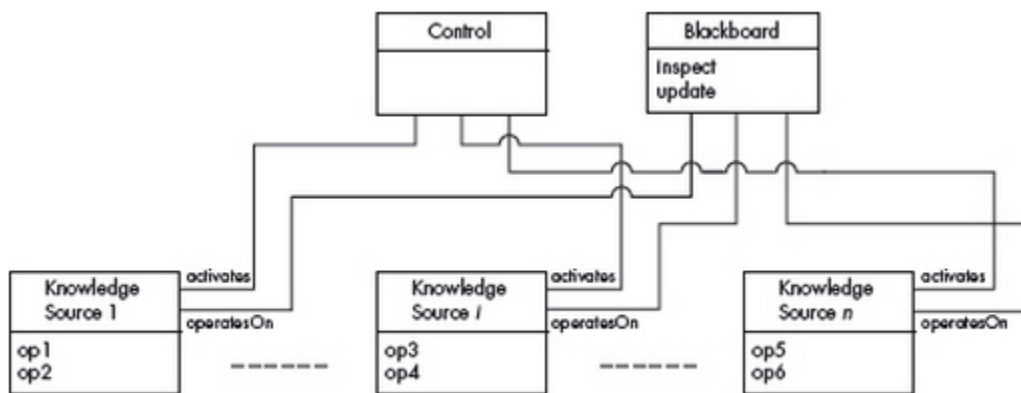 Control
Blackboard
inspect
update
activates
Knowledge
Source 1
operatesOn
op1
op2
activates
Knowledge
Source i
operatesOn
op3
op4
activates
Knowledge
Source n
operatesOn
op5
op6